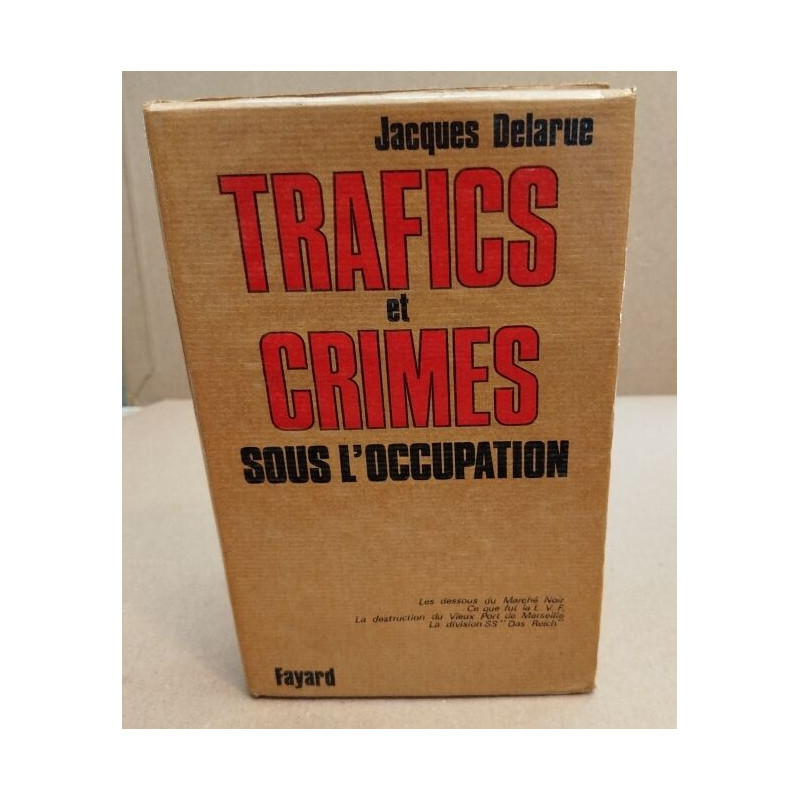 Jacques Delarue
TRAFICS
et
CRIMES
SOUS L'OCCUPATION
Les dessous du Marché Noir
Ce que fut la L. V. F.
La destruction du Vieux Port de Marseille
La division SS "Das Reich"
Fayard